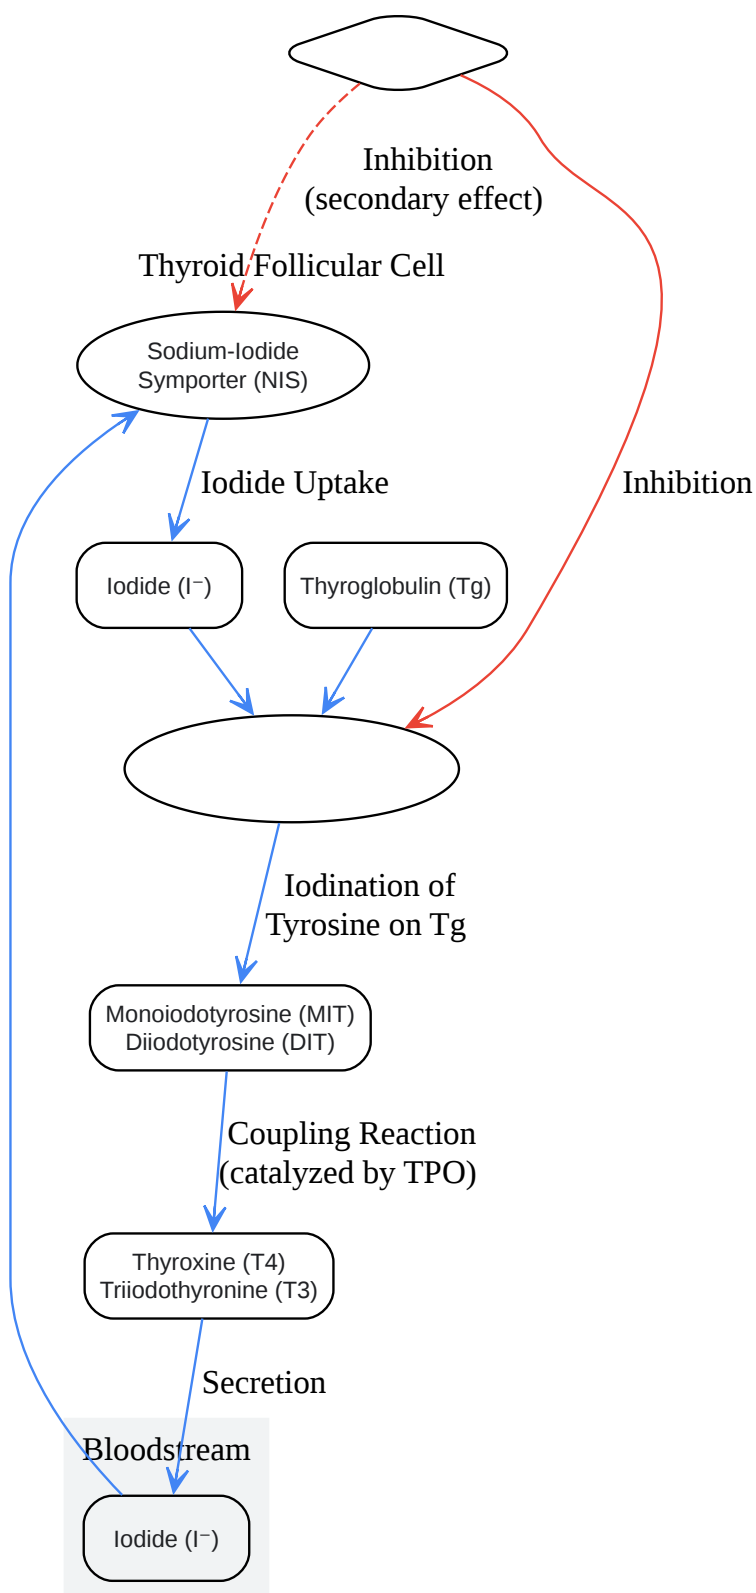 Inhibition
(secondary effect)
Thyroid Follicular Cell
Sodium-Iodide
Symporter (NIS)
Iodide Uptake
Inhibition
Iodide (I⁻)
Thyroglobulin (Tg)
Iodination of
Tyrosine on Tg
Monoiodotyrosine (MIT)
Diiodotyrosine (DIT)
Coupling Reaction
(catalyzed by TPO)
Thyroxine (T4)
Triiodothyronine (T3)
Secretion
Bloodstream
Iodide (I⁻)